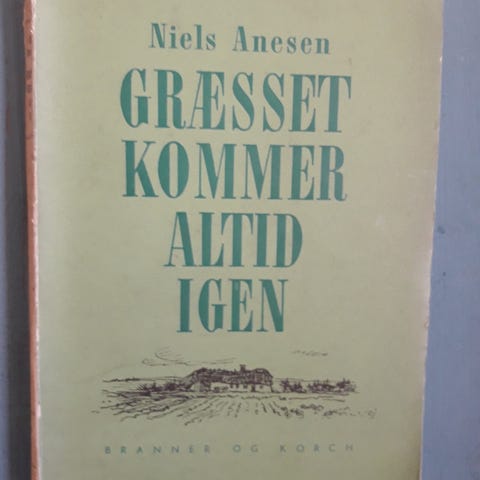 Niels Anesen
GRÆSSET
KOMMER
ALTID
IGEN
BRANNER OG KORCH